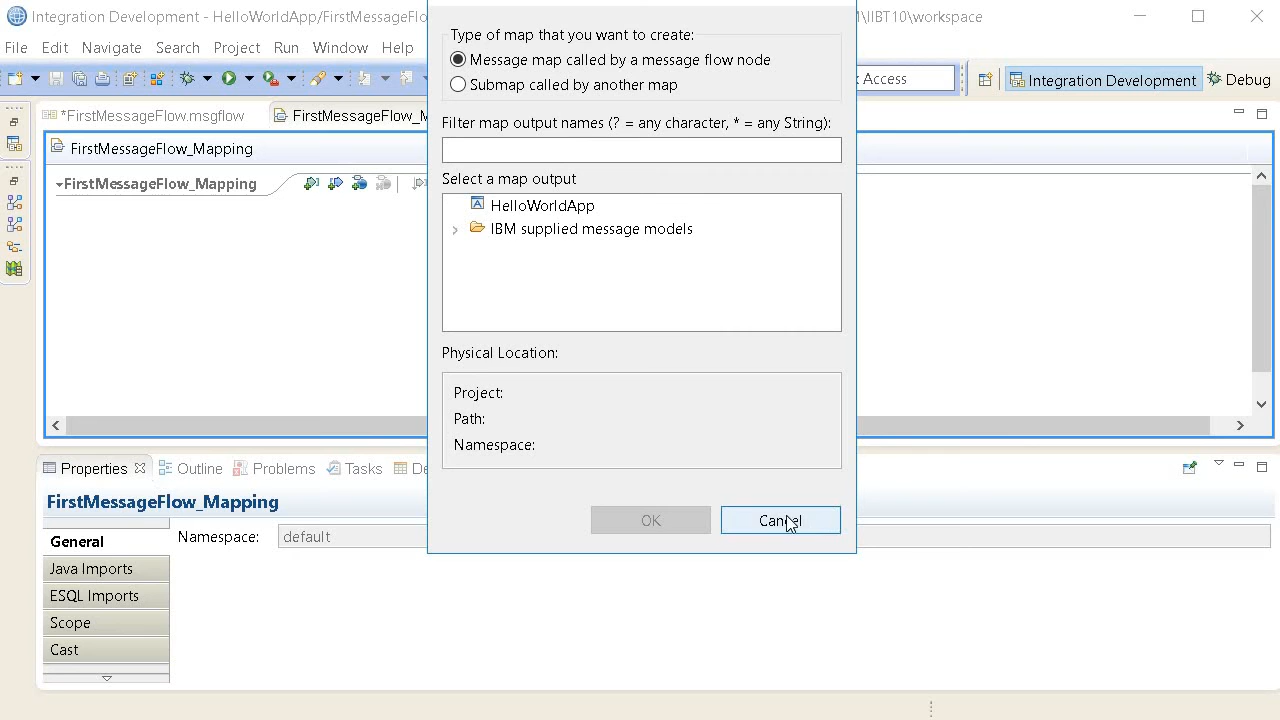 Integration Development - HelloWorldApp/FirstMessageFlo
M\IIBT10\workspace
File Edit Navigate Search Project Run Window Help
Access
Integration Development
Debug
*FirstMessageFlow.msgflow
FirstMessageFlow_M
FirstMessageFlow_Mapping
FirstMessageFlow_Mapping
Type of map that you want to create:
Message map called by a message flow node
Submap called by another map
Filter map output names (? = any character, * = any String):
Select a map output
HelloWorldApp
IBM supplied message models
Physical Location:
Project:
Path:
Namespace:
OK
Cancel
Properties Outline Problems Tasks De
FirstMessageFlow_Mapping
General
Namespace: default
Java Imports
ESQL Imports
Scope
Cast